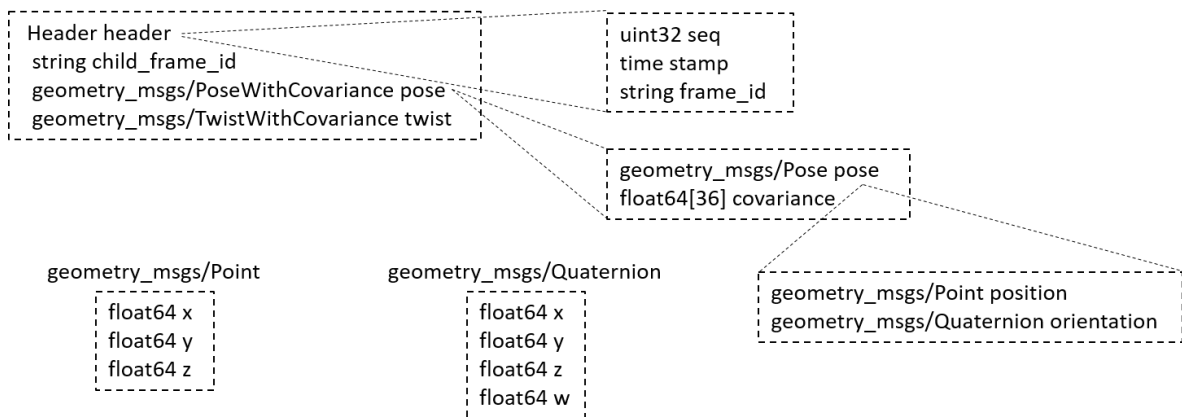 Header header
string child_frame_id
geometry_msgs/PoseWithCovariance pose
geometry_msgs/TwistWithCovariance twist
uint32 seq
time stamp
string frame_id
geometry_msgs/Pose pose
float64[36] covariance
geometry_msgs/Point position
geometry_msgs/Quaternion orientation
geometry_msgs/Point
float64 x
float64 y
float64 z
geometry_msgs/Quaternion
float64 x
float64 y
float64 z
float64 w